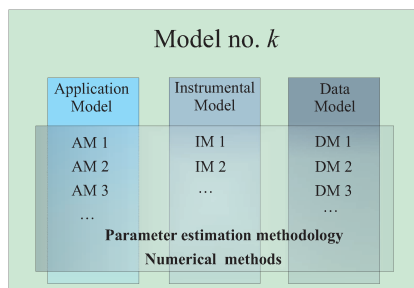 Model no. k
Application Model
Instrumental Model
Data Model
AM 1 IM 1 DM 1
AM 2 IM 2 DM 2
AM 3 ... DM 3
... ...
Parameter estimation methodology
Numerical methods